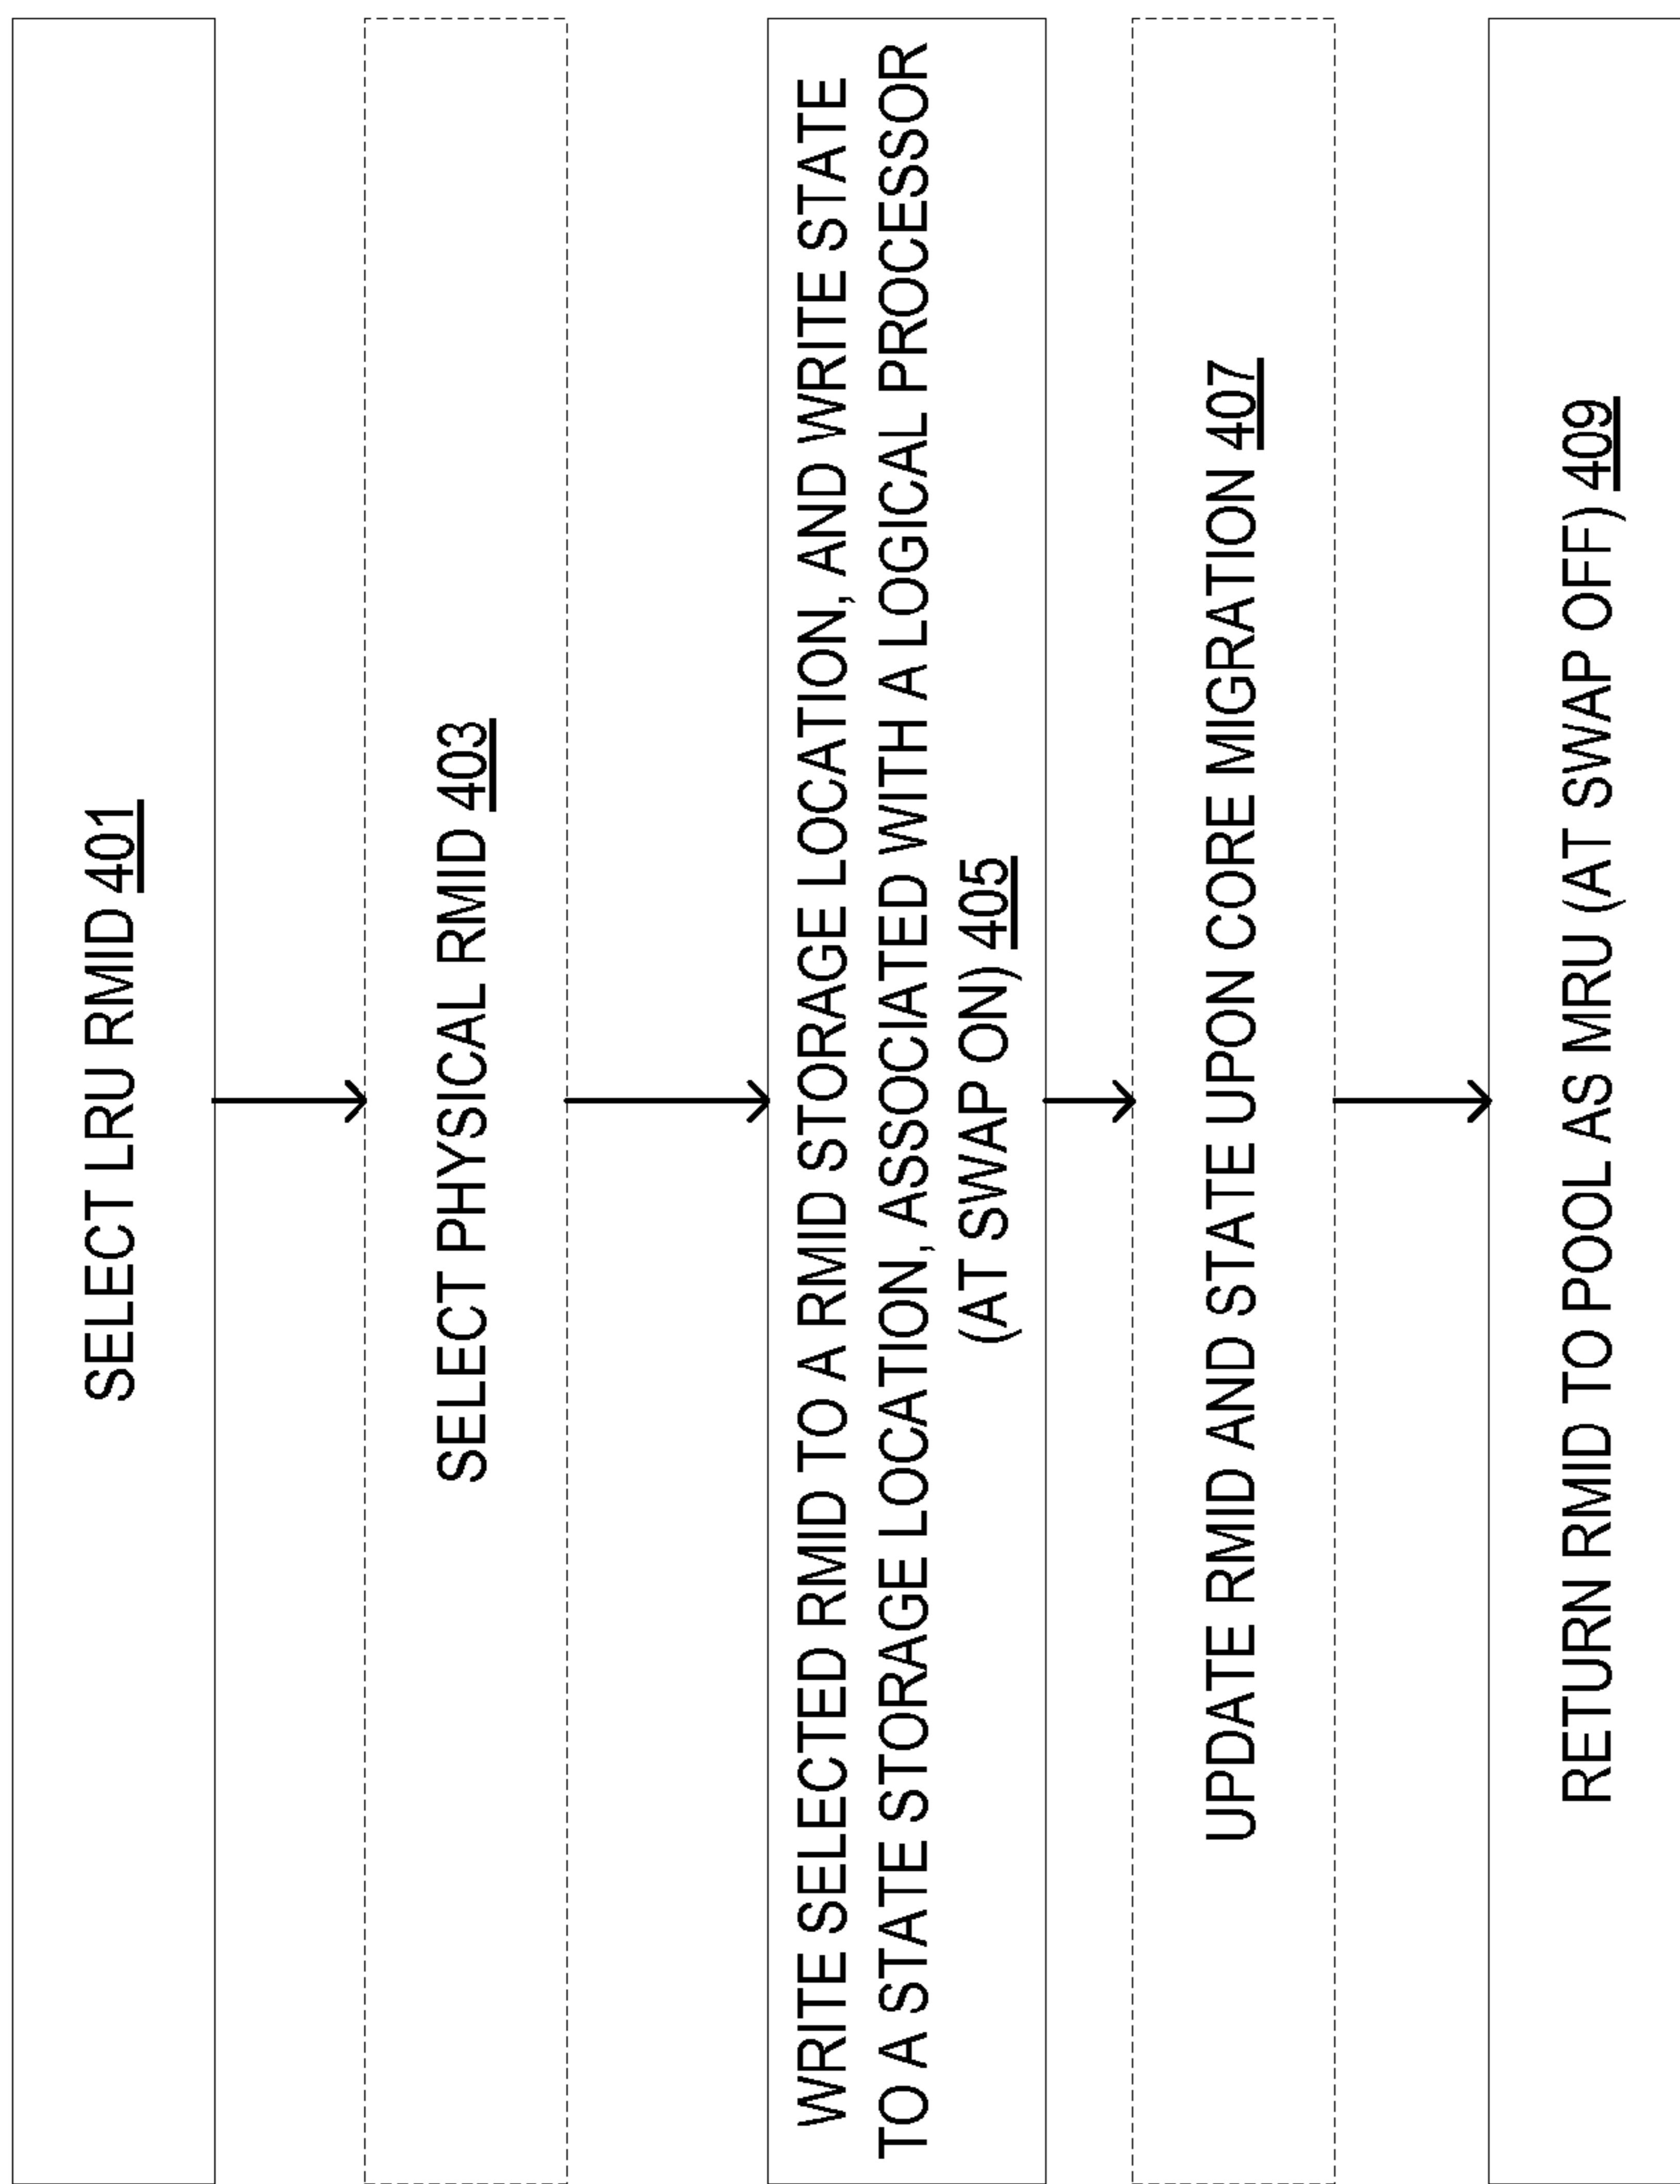 SELECT LRU RMID 401
SELECT PHYSICAL RMID 403
WRITE SELECTED RMID TO A RMID STORAGE LOCATION, AND WRITE STATE
TO A STATE STORAGE LOCATION, ASSOCIATED WITH A LOGICAL PROCESSOR
(AT SWAP ON) 405
UPDATE RMID AND STATE UPON CORE MIGRATION 407
RETURN RMID TO POOL AS MRU (AT SWAP OFF) 409